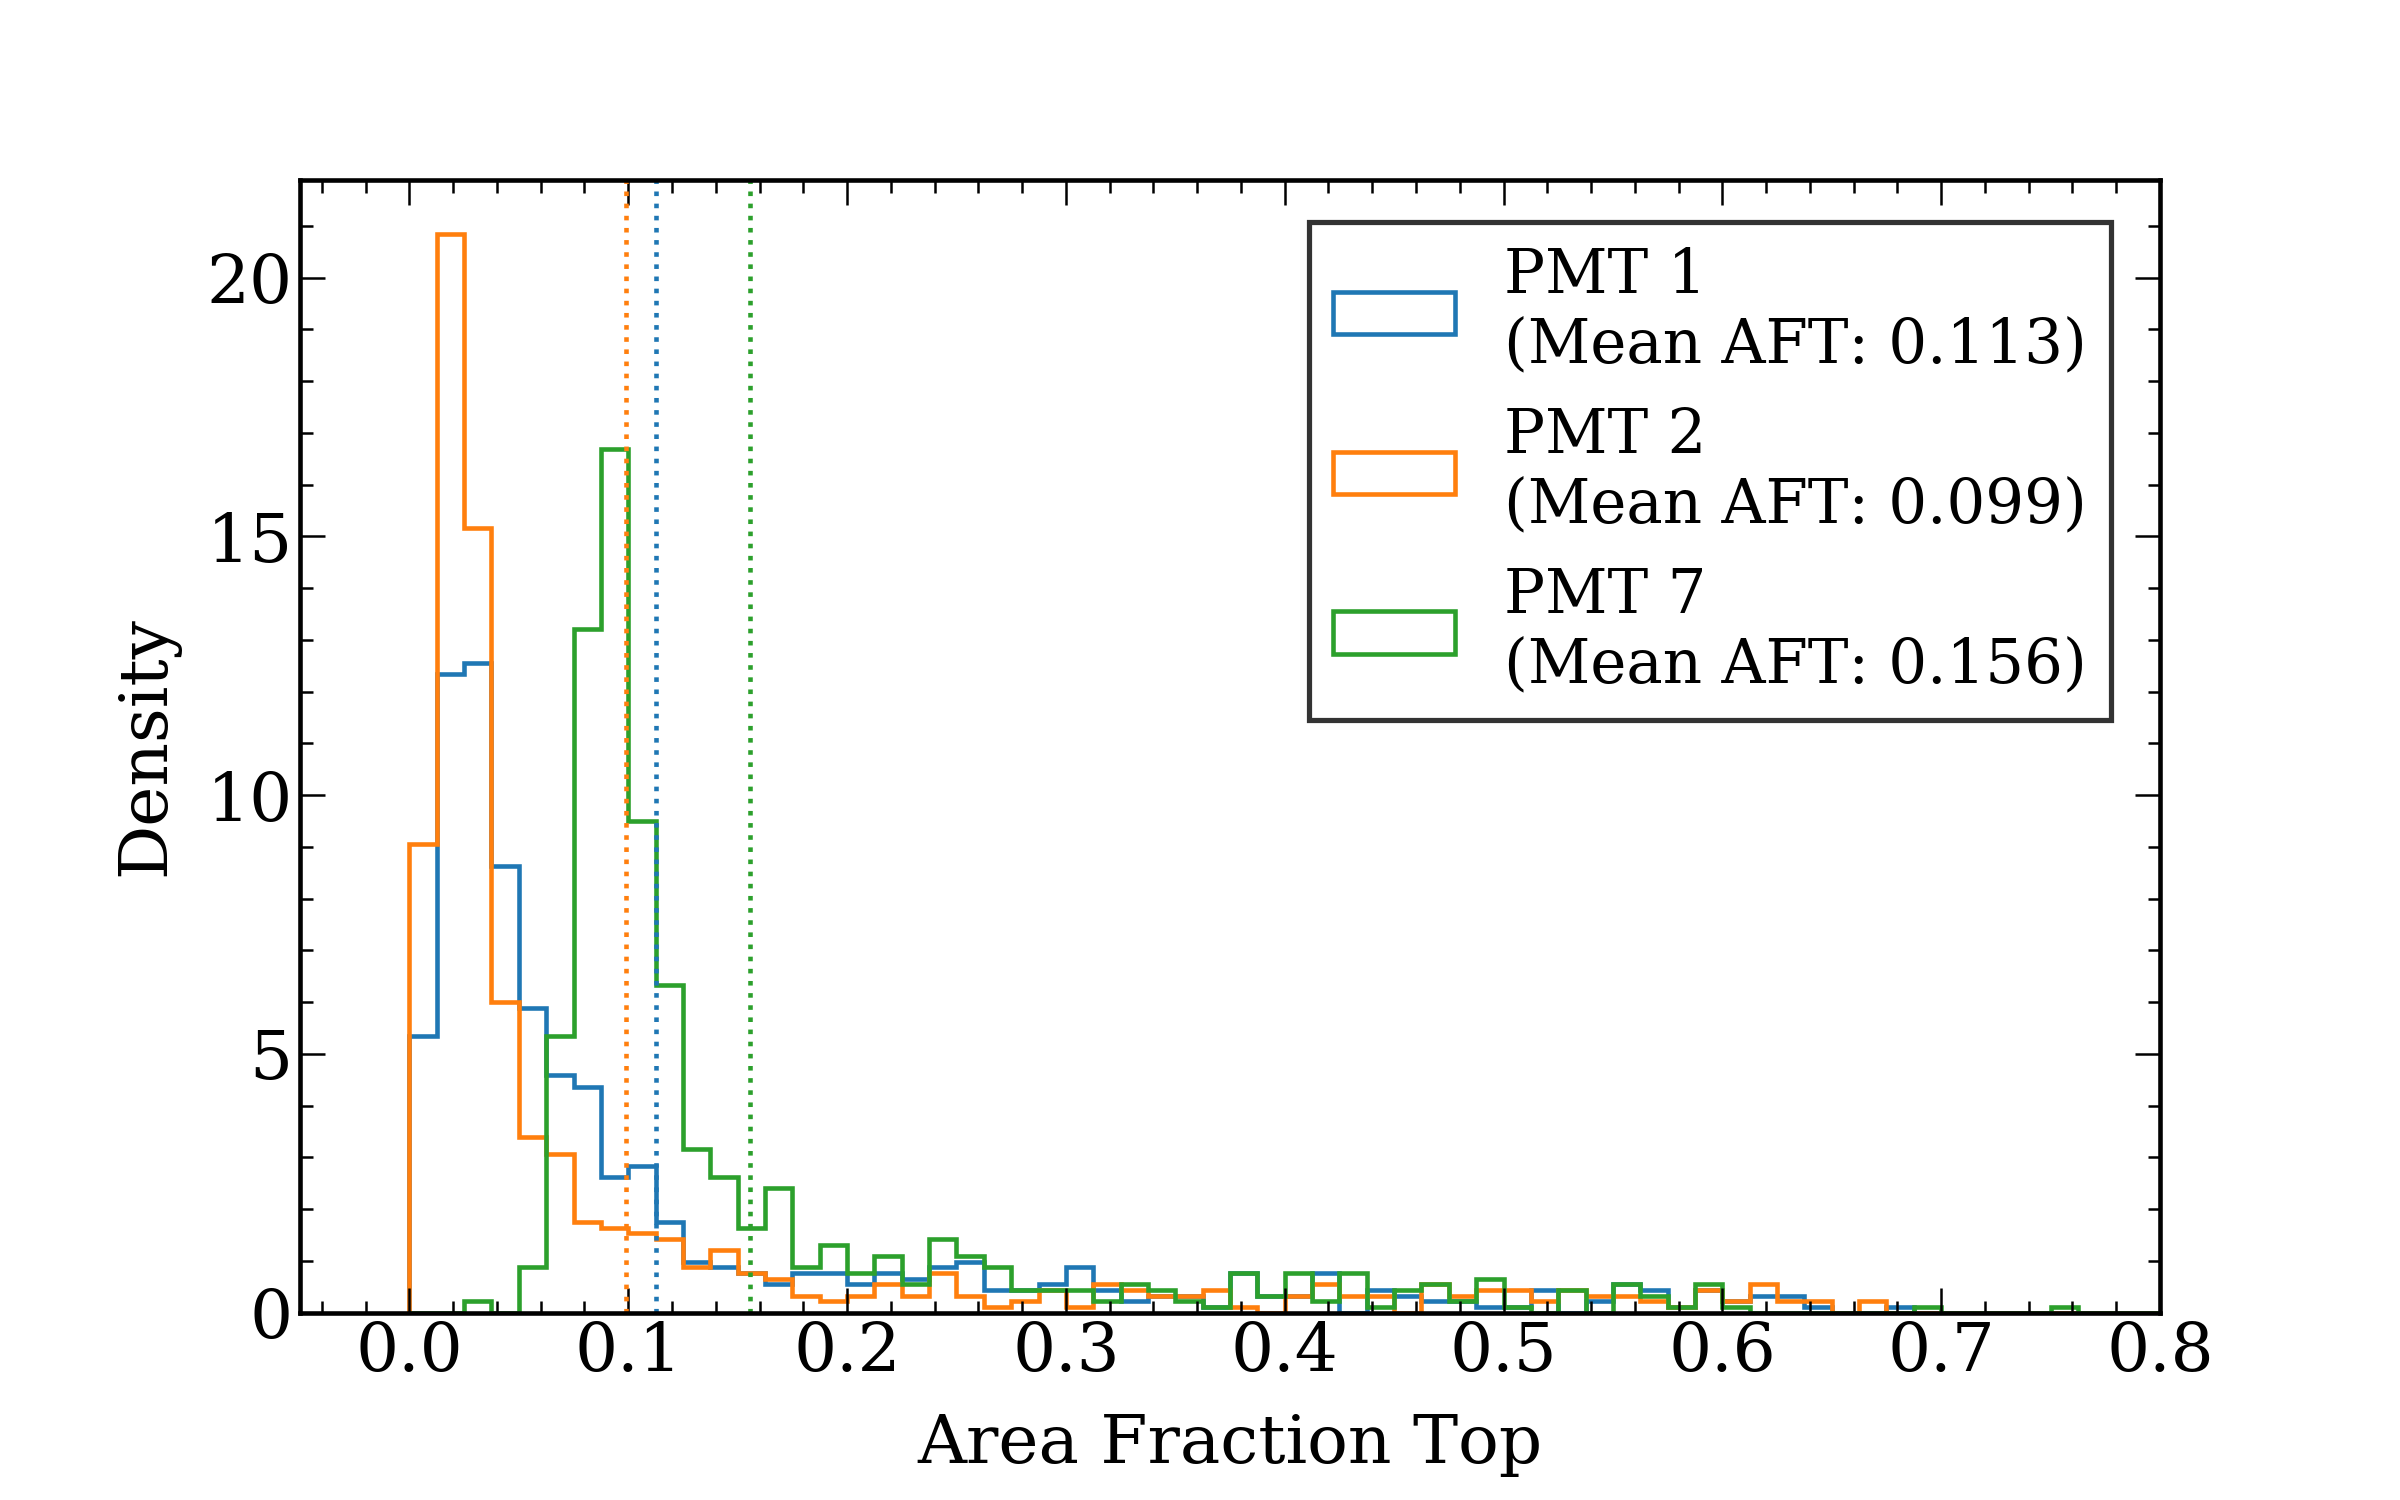 PMT 1
(Mean AFT: 0.113)
PMT 2
(Mean AFT: 0.099)
PMT 7
(Mean AFT: 0.156)
20
15
10
5
0
Density
0.0 0.1 0.2 0.3 0.4 0.5 0.6 0.7 0.8
Area Fraction Top